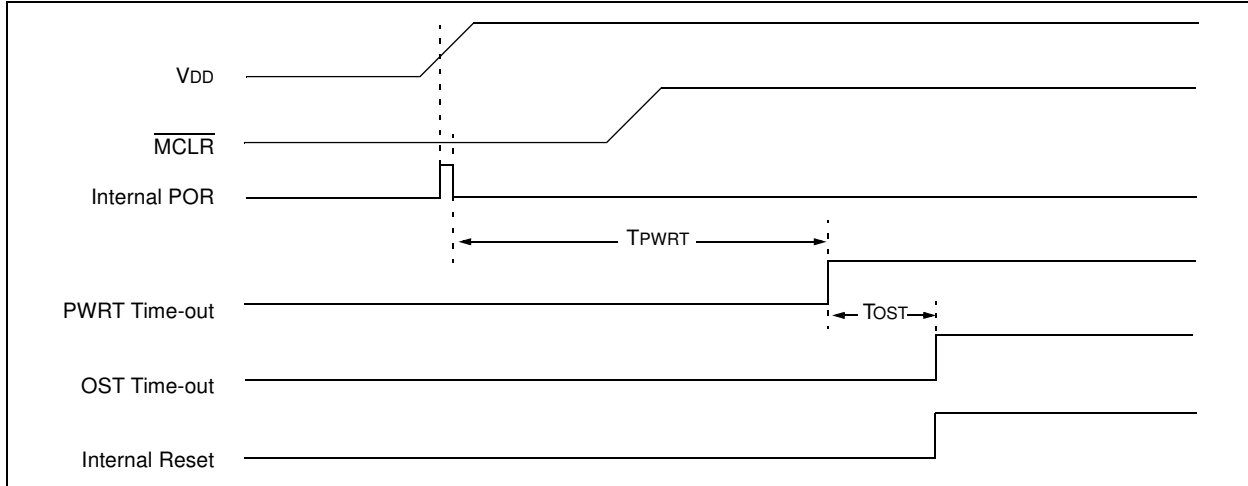 VDD
MCLR
Internal POR
TPWRT
PWRT Time-out
TOST
OST Time-out
Internal Reset